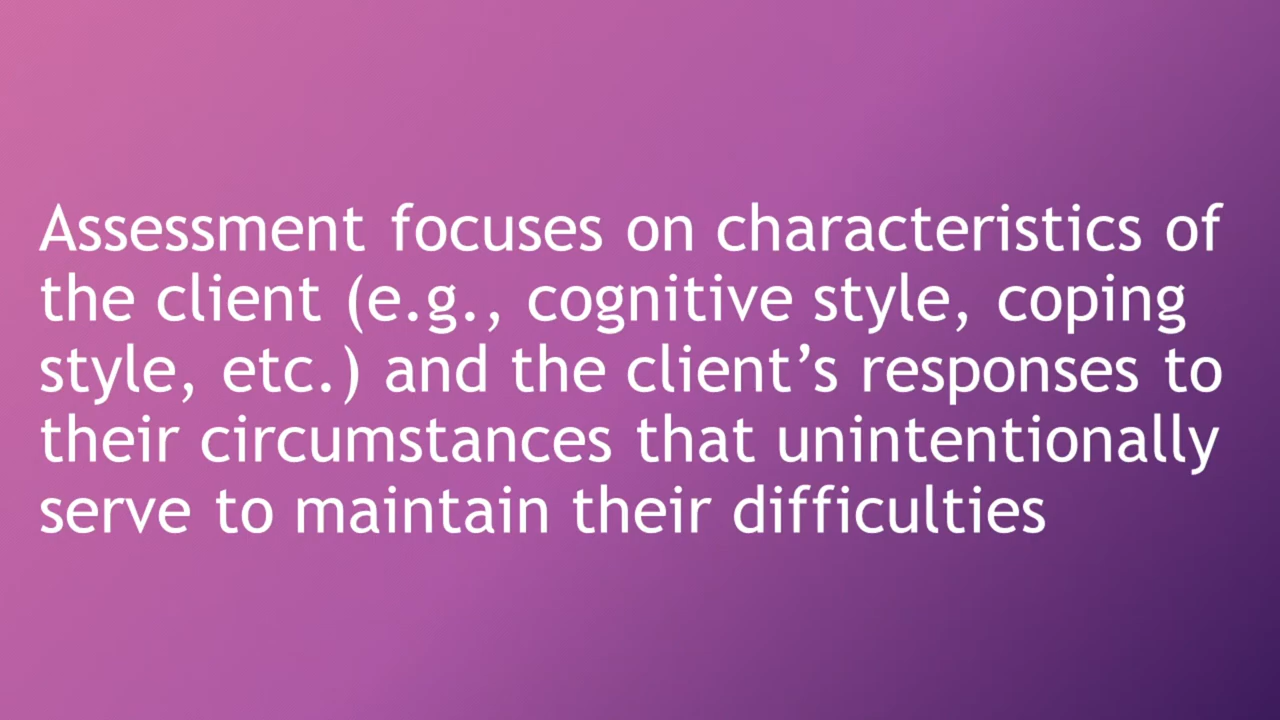 Assessment focuses on characteristics of
the client (e.g., cognitive style, coping
style, etc.) and the client’s responses to
their circumstances that unintentionally
serve to maintain their difficulties